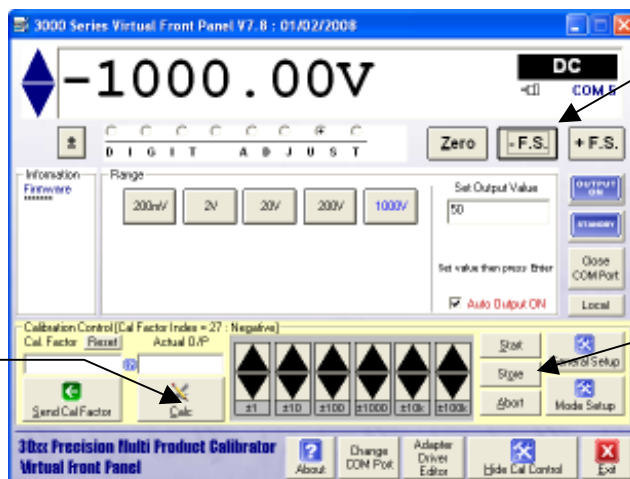 3000 Series Virtual Front Panel V7.8 : 01/02/2008
-1000.00V
DC
COM 5
±
DIGIT ADJUST
Zero
- F.S.
+ F.S.
Information
Firmware
Range
200mV
2V
20V
200V
1000V
Set Output Value
50
Set value then press Enter
Auto Output ON
OUTPUT ON
STANDBY
Close COM Port
Local
Calibration Control [Cal Factor Index = 27 : Negative]
Cal. Factor
Reset
Actual O/P
Send Cal Factor
Calc
±1
±10
±100
±1000
±10k
±100k
Start
Store
Abort
General Setup
Mode Setup
30xx Precision Multi Product Calibrator
Virtual Front Panel
About
Change COM Port
Adapter Driver Editor
Hide Cal Control
Exit